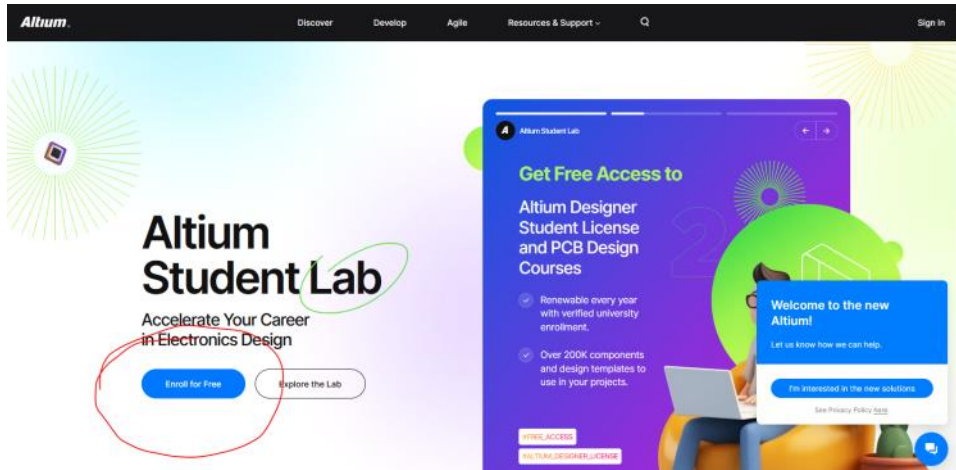 Altium.
Discover
Develop
Agile
Resources & Support
Sign In
Altium
Student Lab
Accelerate Your Career
in Electronics Design
Enroll for Free
Explore the Lab
A
Altium Student Lab
Get Free Access to
2
Altium Designer
Student License
and PCB Design
Courses
Renewable every year
with verified university
enrollment.
Over 200K components
and design templates to
use in your projects.
#FREE_ACCESS
#ALTIUM_DESIGNER_LICENSE
Welcome to the new
Altium!
Let us know how we can help.
I'm interested in the new solutions
See Privacy Policy here.